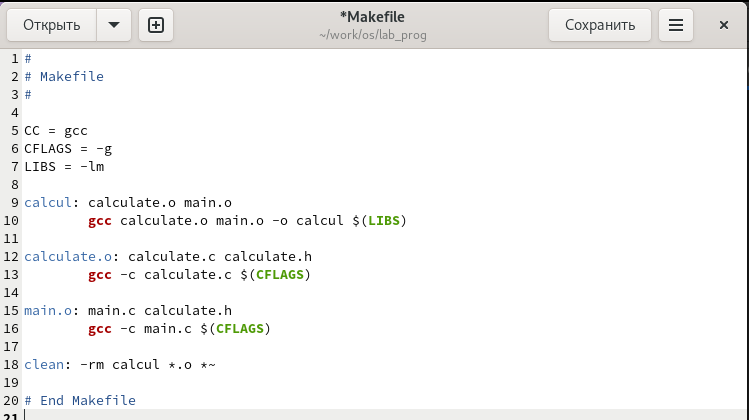 Открыть
*Makefile
~/work/os/lab_prog
Сохранить
1 #
2 # Makefile
3 #
4
5 CC = gcc
6 CFLAGS = -g
7 LIBS = -lm
8
9 calcul: calculate.o main.o
10 gcc calculate.o main.o -o calcul $(LIBS)
11
12 calculate.o: calculate.c calculate.h
13 gcc -c calculate.c $(CFLAGS)
14
15 main.o: main.c calculate.h
16 gcc -c main.c $(CFLAGS)
17
18 clean: -rm calcul *.o *~
19
20 # End Makefile
21